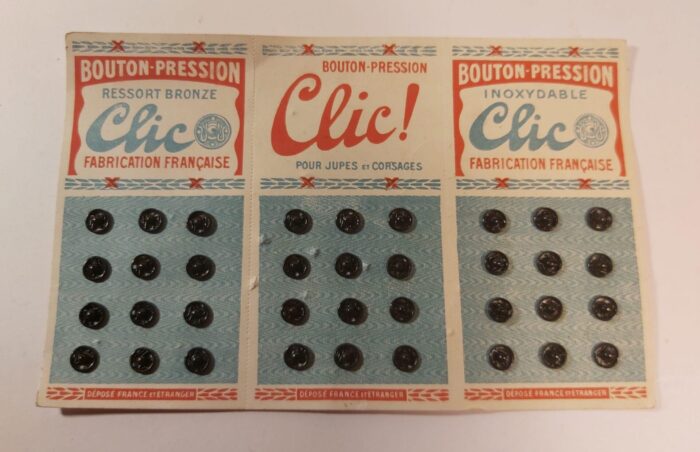 BOUTON-PRESSION
RESSORT BRONZE
Clic
FABRICATION FRANÇAISE
DÉPOSÉ FRANCE ET ÉTRANGER
BOUTON-PRESSION
Clic!
POUR JUPES ET CORSAGES
DÉPOSÉ FRANCE ET ÉTRANGER
BOUTON-PRESSION
INOXYDABLE
Clic
FABRICATION FRANÇAISE
DÉPOSÉ FRANCE ET ÉTRANGER